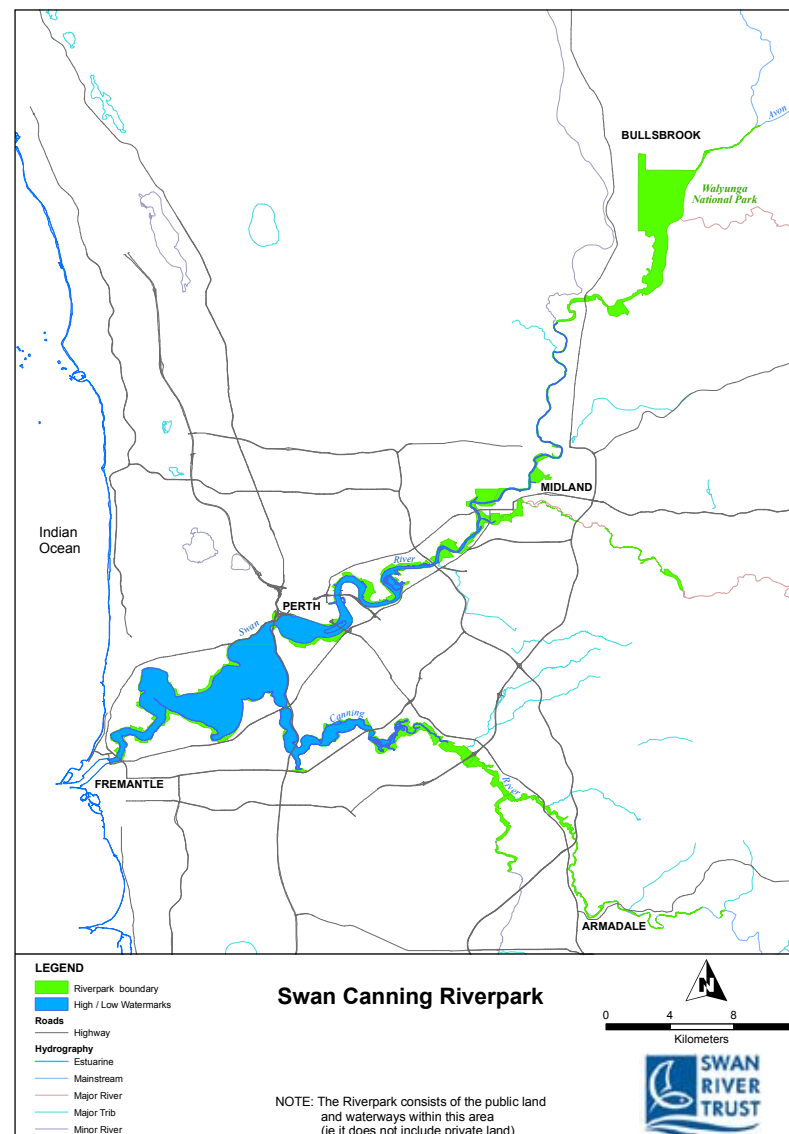 BULLSBROOK
Avon
Walyunga
National Park
MIDLAND
Indian
Ocean
River
PERTH
Swan
Canning
River
FREMANTLE
ARMADALE
LEGEND
Riverpark boundary
High / Low Watermarks
Roads
Highway
Hydrography
Estuarine
Mainstream
Major River
Major Trib
Minor River
Swan Canning Riverpark
NOTE: The Riverpark consists of the public land
and waterways within this area
(ie it does not include private land)
N
0 4 8
Kilometers
SWAN
RIVER
TRUST